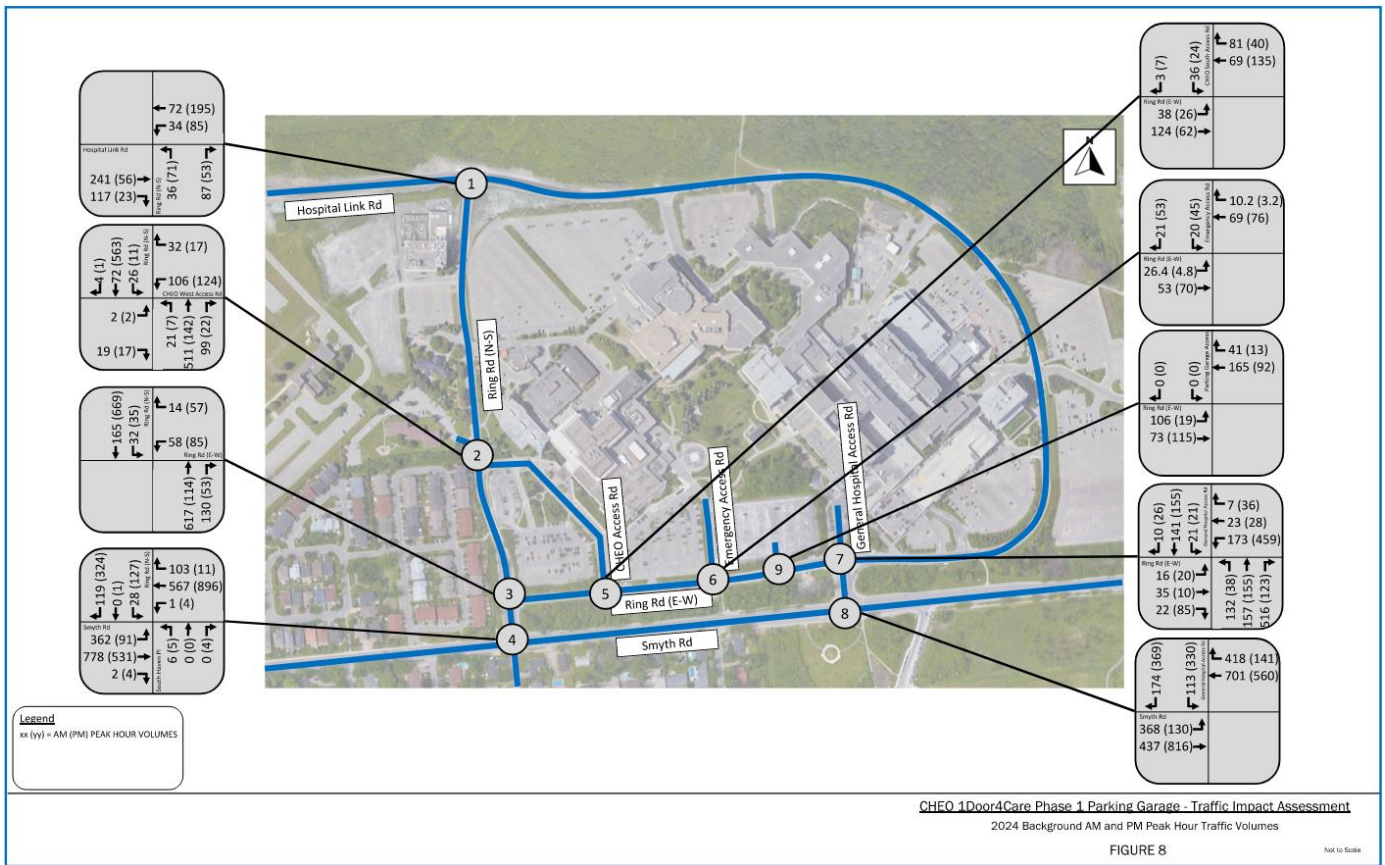 72 (195)
34 (85)
Hospital Link Rd
241 (56)
117 (23)
Ring Rd (N-S)
36 (71)
87 (53)
4 (1)
72 (563)
26 (11)
Ring Rd (N-S)
32 (17)
106 (124)
CHEO West Access Rd
2 (2)
19 (17)
21 (7)
511 (142)
99 (22)
165 (669)
32 (35)
Ring Rd (N-S)
14 (57)
58 (85)
Ring Rd (E-W)
617 (114)
130 (53)
119 (324)
0 (1)
28 (127)
Ring Rd (N-S)
103 (11)
567 (896)
1 (4)
Smyth Rd
362 (91)
778 (531)
2 (4)
South Haven Pl
6 (5)
0 (0)
0 (4)
Legend
xx (yy) = AM (PM) PEAK HOUR VOLUMES
N
1
Hospital Link Rd
Ring Rd (N-S)
2
CHEO Access Rd
Emergency Access Rd
General Hospital Access Rd
3
5
6
9
7
Ring Rd (E-W)
4
8
Smyth Rd
3 (7)
36 (24)
CHEO South Access Rd
81 (40)
69 (135)
Ring Rd (E-W)
38 (26)
124 (62)
21 (53)
20 (45)
Emergency Access Rd
10.2 (3.2)
69 (76)
Ring Rd (E-W)
26.4 (4.8)
53 (70)
0 (0)
0 (0)
Parking Garage Access
41 (13)
165 (92)
Ring Rd (E-W)
106 (19)
73 (115)
10 (26)
141 (155)
21 (21)
General Hospital Access Rd
7 (36)
23 (28)
173 (459)
Ring Rd (E-W)
16 (20)
35 (10)
22 (85)
132 (38)
157 (155)
516 (123)
174 (369)
113 (330)
General Hospital Access Rd
418 (141)
701 (560)
Smyth Rd
368 (130)
437 (816)
CHEO 1Door4Care Phase 1 Parking Garage - Traffic Impact Assessment
2024 Background AM and PM Peak Hour Traffic Volumes
FIGURE 8
Not to Scale